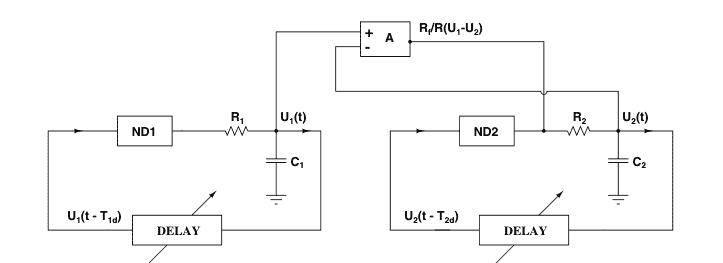 + A R_f/R(U_1-U_2)
-
ND1 R_1 U_1(t)
C_1
U_1(t - T_1d)
DELAY
ND2 R_2 U_2(t)
C_2
U_2(t - T_2d)
DELAY